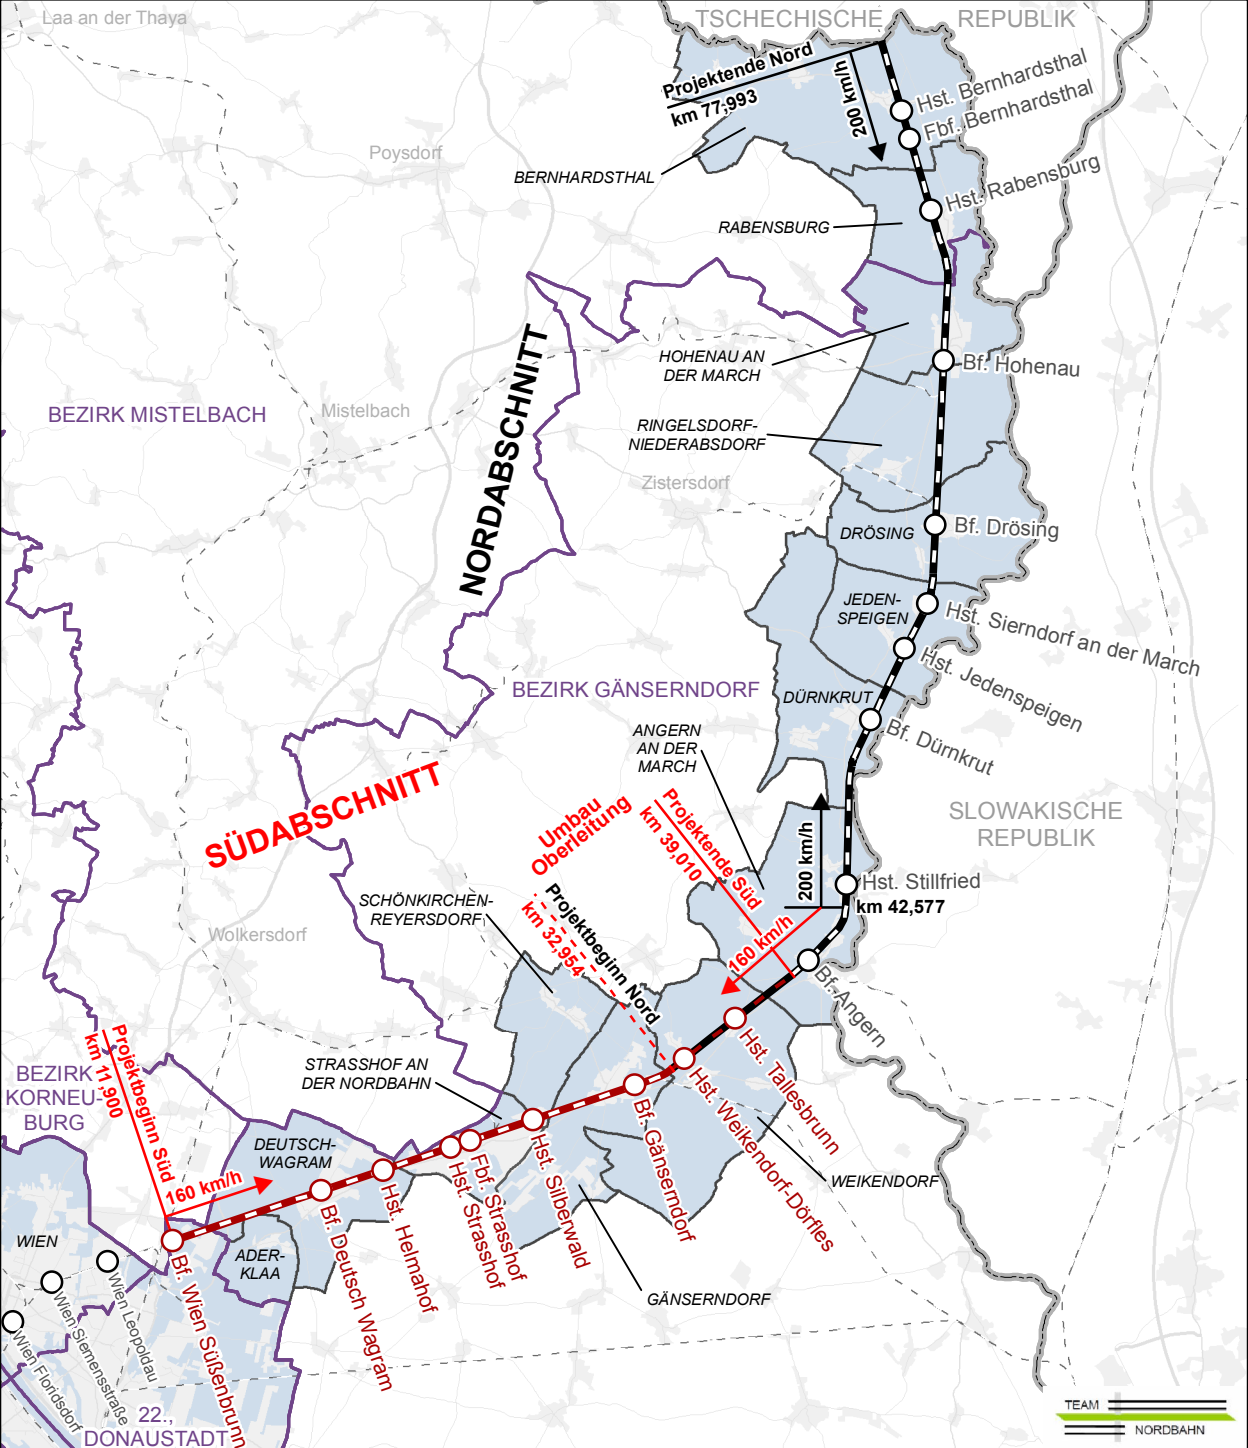 Laa an der Thaya
TSCHECHISCHE REPUBLIK
Projektende Nord
km 77,993
200 km/h
Hst. Bernhardsthal
Fbf. Bernhardsthal
Poysdorf
BERNHARDSTHAL
Hst. Rabensburg
RABENSBURG
HOHENAU AN
DER MARCH
Bf. Hohenau
BEZIRK MISTELBACH
Mistelbach
NORDABSCHNITT
RINGELSDORF-
NIEDERABSDORF
Zistersdorf
DRÖSING
Bf. Drösing
JEDEN-
SPEIGEN
Hst. Sierndorf an der March
Hst. Jedenspeigen
BEZIRK GÄNSERNDORF
DÜRNKRUT
Bf. Dürnkrut
ANGERN
AN DER
MARCH
SÜDABSCHNITT
Umbau
Oberleitung
Projektende Süd
km 39,010
200 km/h
SLOWAKISCHE
REPUBLIK
Hst. Stillfried
km 42,577
SCHÖNKIRCHEN-
REYERSDORF
Projektbeginn Nord
km 32,954
160 km/h
Wolkersdorf
Bf. Angern
Hst. Tallesbrunn
Hst. Weikendorf-Dörfles
Projektbeginn Süd
km 11,900
BEZIRK
KORNEU-
BURG
STRASSHOF AN
DER NORDBAHN
Bf. Gänserndorf
DEUTSCH-
WAGRAM
Hst. Silberwald
Fbf. Strasshof
Hst. Strasshof
Hst. Helmahof
Bf. Deutsch Wagram
160 km/h
WEIKENDORF
WIEN
ADER-
KLAA
GÄNSERNDORF
Bf. Wien Süßenbrunn
Wien Leopoldau
Wien Siemensstraße
Wien Floridsdorf
22.,
DONAUSTADT
TEAM
NORDBAHN